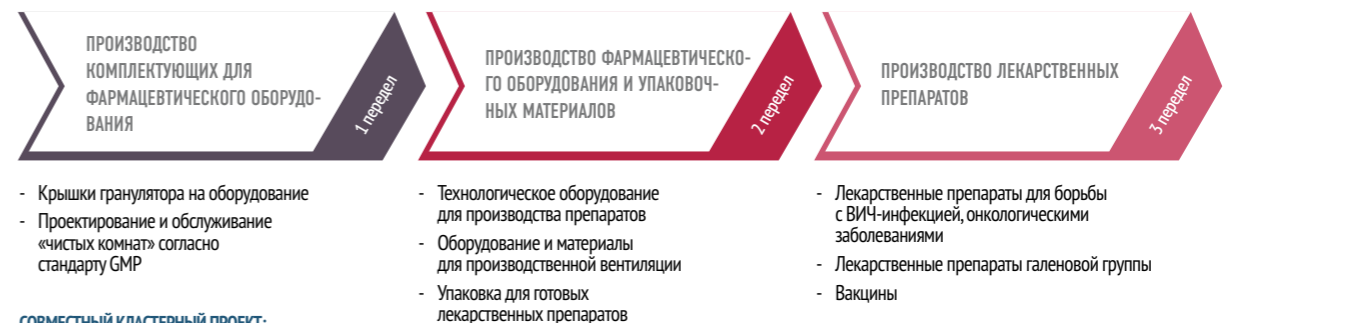 ПРОИЗВОДСТВО
КОМПЛЕКТУЮЩИХ ДЛЯ
ФАРМАЦЕВТИЧЕСКОГО ОБОРУДО-
ВАНИЯ
1 передел
- Крышки гранулятора на оборудование
- Проектирование и обслуживание
«чистых комнат» согласно
стандарту GMP
СОВМЕСТНЫЙ КЛАСТЕРНЫЙ ПРОЕКТ:
ПРОИЗВОДСТВО ФАРМАЦЕВТИЧЕСКО-
ГО ОБОРУДОВАНИЯ И УПАКОВОЧ-
НЫХ МАТЕРИАЛОВ
2 передел
- Технологическое оборудование
для производства препаратов
- Оборудование и материалы
для производственной вентиляции
- Упаковка для готовых
лекарственных препаратов
ПРОИЗВОДСТВО ЛЕКАРСТВЕННЫХ
ПРЕПАРАТОВ
3 передел
- Лекарственные препараты для борьбы
с ВИЧ-инфекцией, онкологическими
заболеваниями
- Лекарственные препараты галеновой группы
- Вакцины